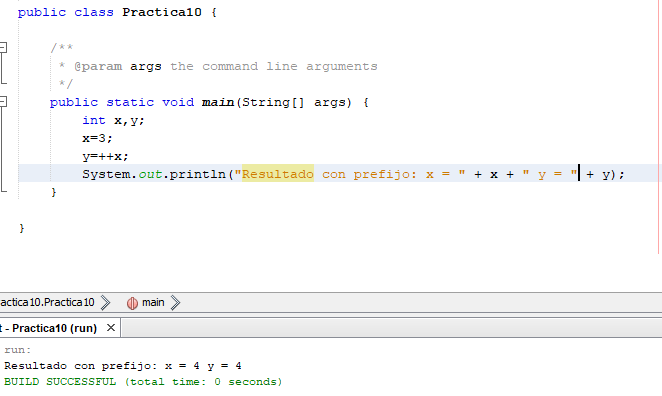 public class Practica10 {
/**
* @param args the command line arguments
*/
public static void main(String[] args) {
int x,y;
x=3;
y=++x;
System.out.println("Resultado con prefijo: x = " + x + " y = " + y);
}
}
actica10.Practica10 main
t - Practica10 (run) ×
run:
Resultado con prefijo: x = 4 y = 4
BUILD SUCCESSFUL (total time: 0 seconds)